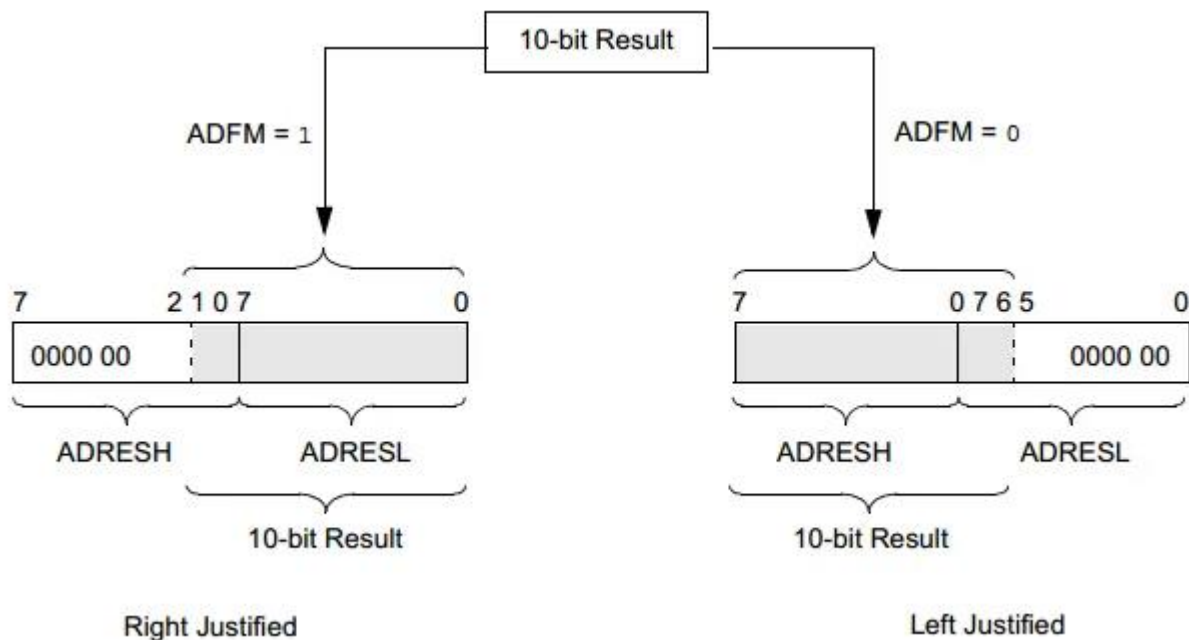 10-bit Result
ADFM = 1
ADFM = 0
7 2 1 0 7 0
7 0 7 6 5 0
0000 00
0000 00
ADRESH ADRESL
ADRESH ADRESL
10-bit Result
10-bit Result
Right Justified
Left Justified